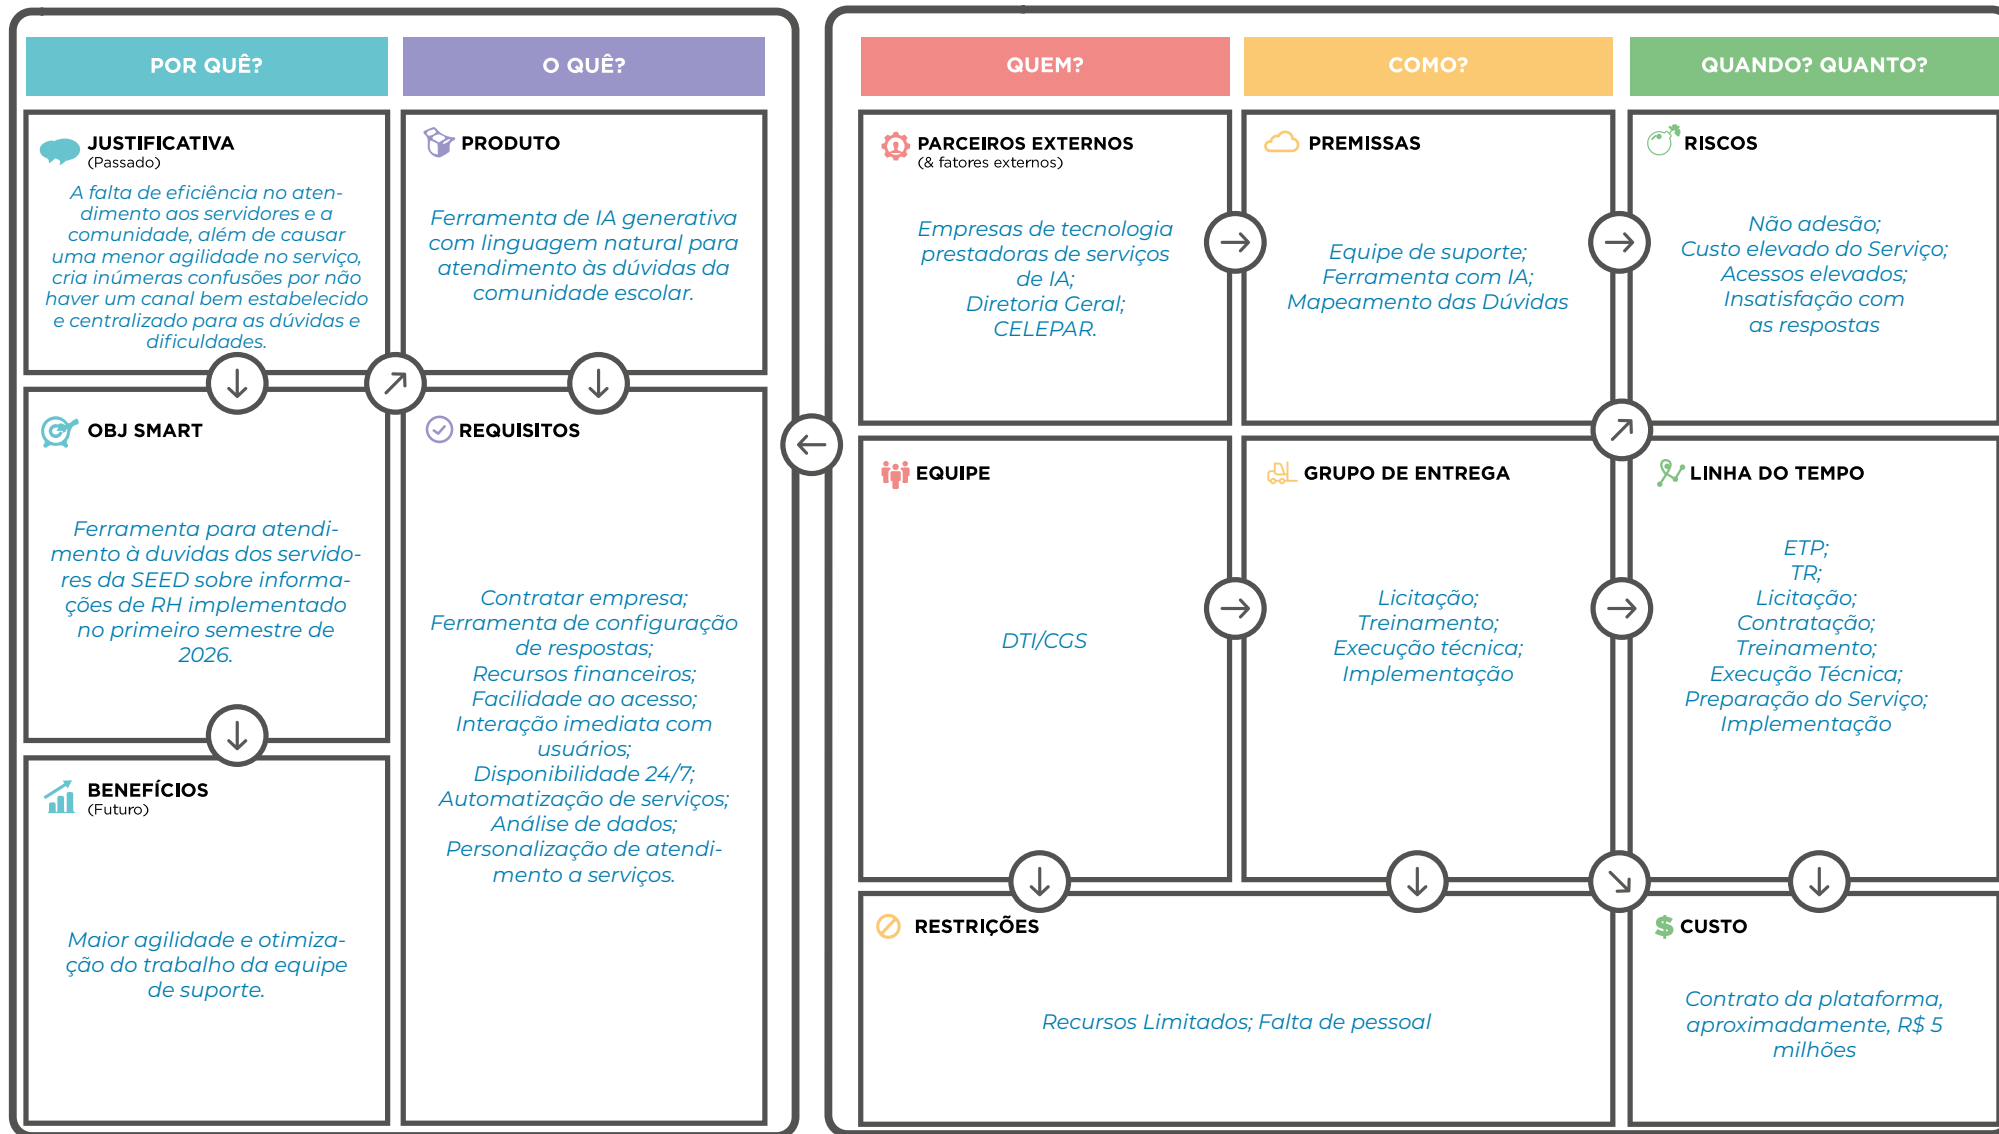 POR QUÊ?
JUSTIFICATIVA
(Passado)
A falta de eficiência no aten-
dimento aos servidores e a
comunidade, além de causar
uma menor agilidade no serviço,
cria inúmeras confusões por não
haver um canal bem estabelecido
e centralizado para as dúvidas e
dificuldades.
OBJ SMART
Ferramenta para atendi-
mento à duvidas dos servido-
res da SEED sobre informa-
ções de RH implementado
no primeiro semestre de
2026.
BENEFÍCIOS
(Futuro)
Maior agilidade e otimiza-
ção do trabalho da equipe
de suporte.
O QUÊ?
PRODUTO
Ferramenta de IA generativa
com linguagem natural para
atendimento às dúvidas da
comunidade escolar.
REQUISITOS
Contratar empresa;
Ferramenta de configuração
de respostas;
Recursos financeiros;
Facilidade ao acesso;
Interação imediata com
usuários;
Disponibilidade 24/7;
Automatização de serviços;
Análise de dados;
Personalização de atendi-
mento a serviços.
QUEM?
PARCEIROS EXTERNOS
(& fatores externos)
Empresas de tecnologia
prestadoras de serviços
de IA;
Diretoria Geral;
CELEPAR.
EQUIPE
DTI/CGS
COMO?
PREMISSAS
Equipe de suporte;
Ferramenta com IA;
Mapeamento das Dúvidas
GRUPO DE ENTREGA
Licitação;
Treinamento;
Execução técnica;
Implementação
RESTRIÇÕES
Recursos Limitados; Falta de pessoal
QUANDO? QUANTO?
RISCOS
Não adesão;
Custo elevado do Serviço;
Acessos elevados;
Insatisfação com
as respostas
LINHA DO TEMPO
ETP;
TR;
Licitação;
Contratação;
Treinamento;
Execução Técnica;
Preparação do Serviço;
Implementação
$ CUSTO
Contrato da plataforma,
aproximadamente, R$ 5
milhões